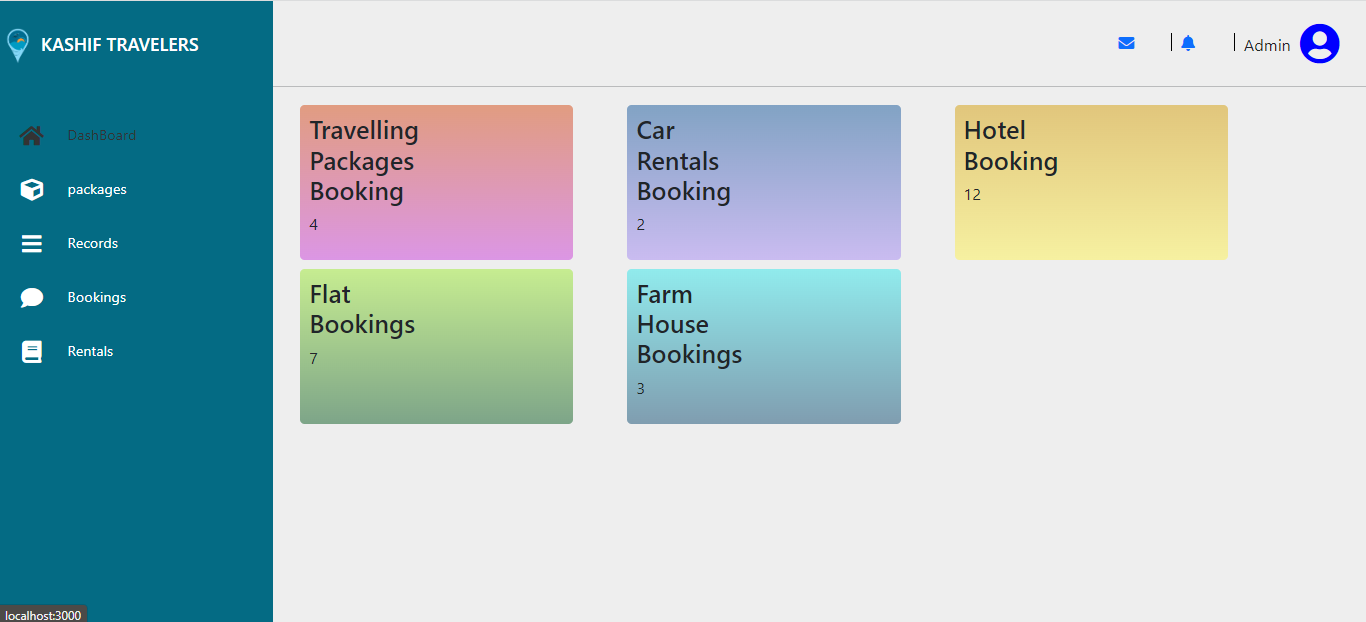 KASHIF TRAVELERS
Admin
DashBoard
packages
Records
Bookings
Rentals
Travelling
Packages
Booking
4
Car
Rentals
Booking
2
Hotel
Booking
12
Flat
Bookings
7
Farm
House
Bookings
3
localhost:3000